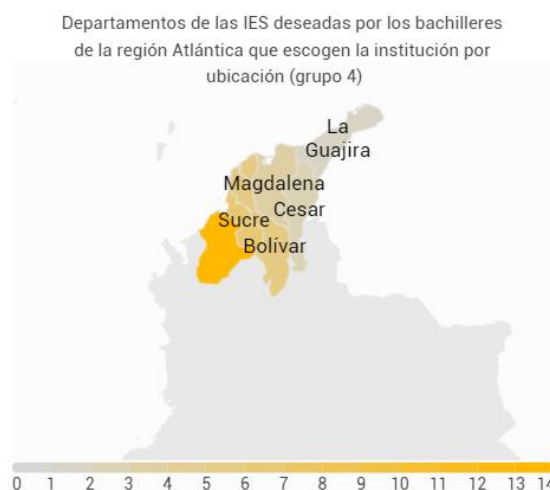 Departamentos de las IES deseadas por los bachilleres
de la región Atlántica que escogen la institución por
ubicación (grupo 4)
La
Guajira
Magdalena
Cesar
Sucre
Bolívar
0 1 2 3 4 5 6 7 8 9 10 11 12 13 14